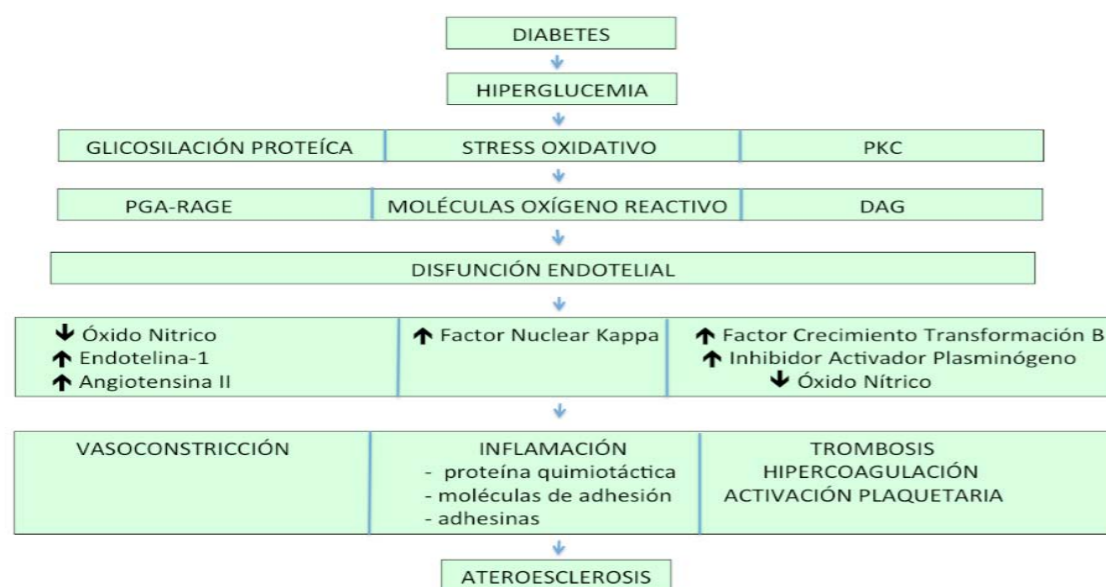 DIABETES
HIPERGLUCEMIA
GLICOSILACIÓN PROTEÍCA
STRESS OXIDATIVO
PKC
PGA-RAGE
MOLÉCULAS OXÍGENO REACTIVO
DAG
DISFUNCIÓN ENDOTELIAL
↓ Óxido Nitrico
↑ Endotelina-1
↑ Angiotensina II
↑ Factor Nuclear Kappa
↑ Factor Crecimiento Transformación B
↑ Inhibidor Activador Plasminógeno
↓ Óxido Nítrico
VASOCONSTRICCIÓN
INFLAMACIÓN
- proteína quimiotáctica
- moléculas de adhesión
- adhesinas
TROMBOSIS
HIPERCOAGULACIÓN
ACTIVACIÓN PLAQUETARIA
ATEROESCLEROSIS